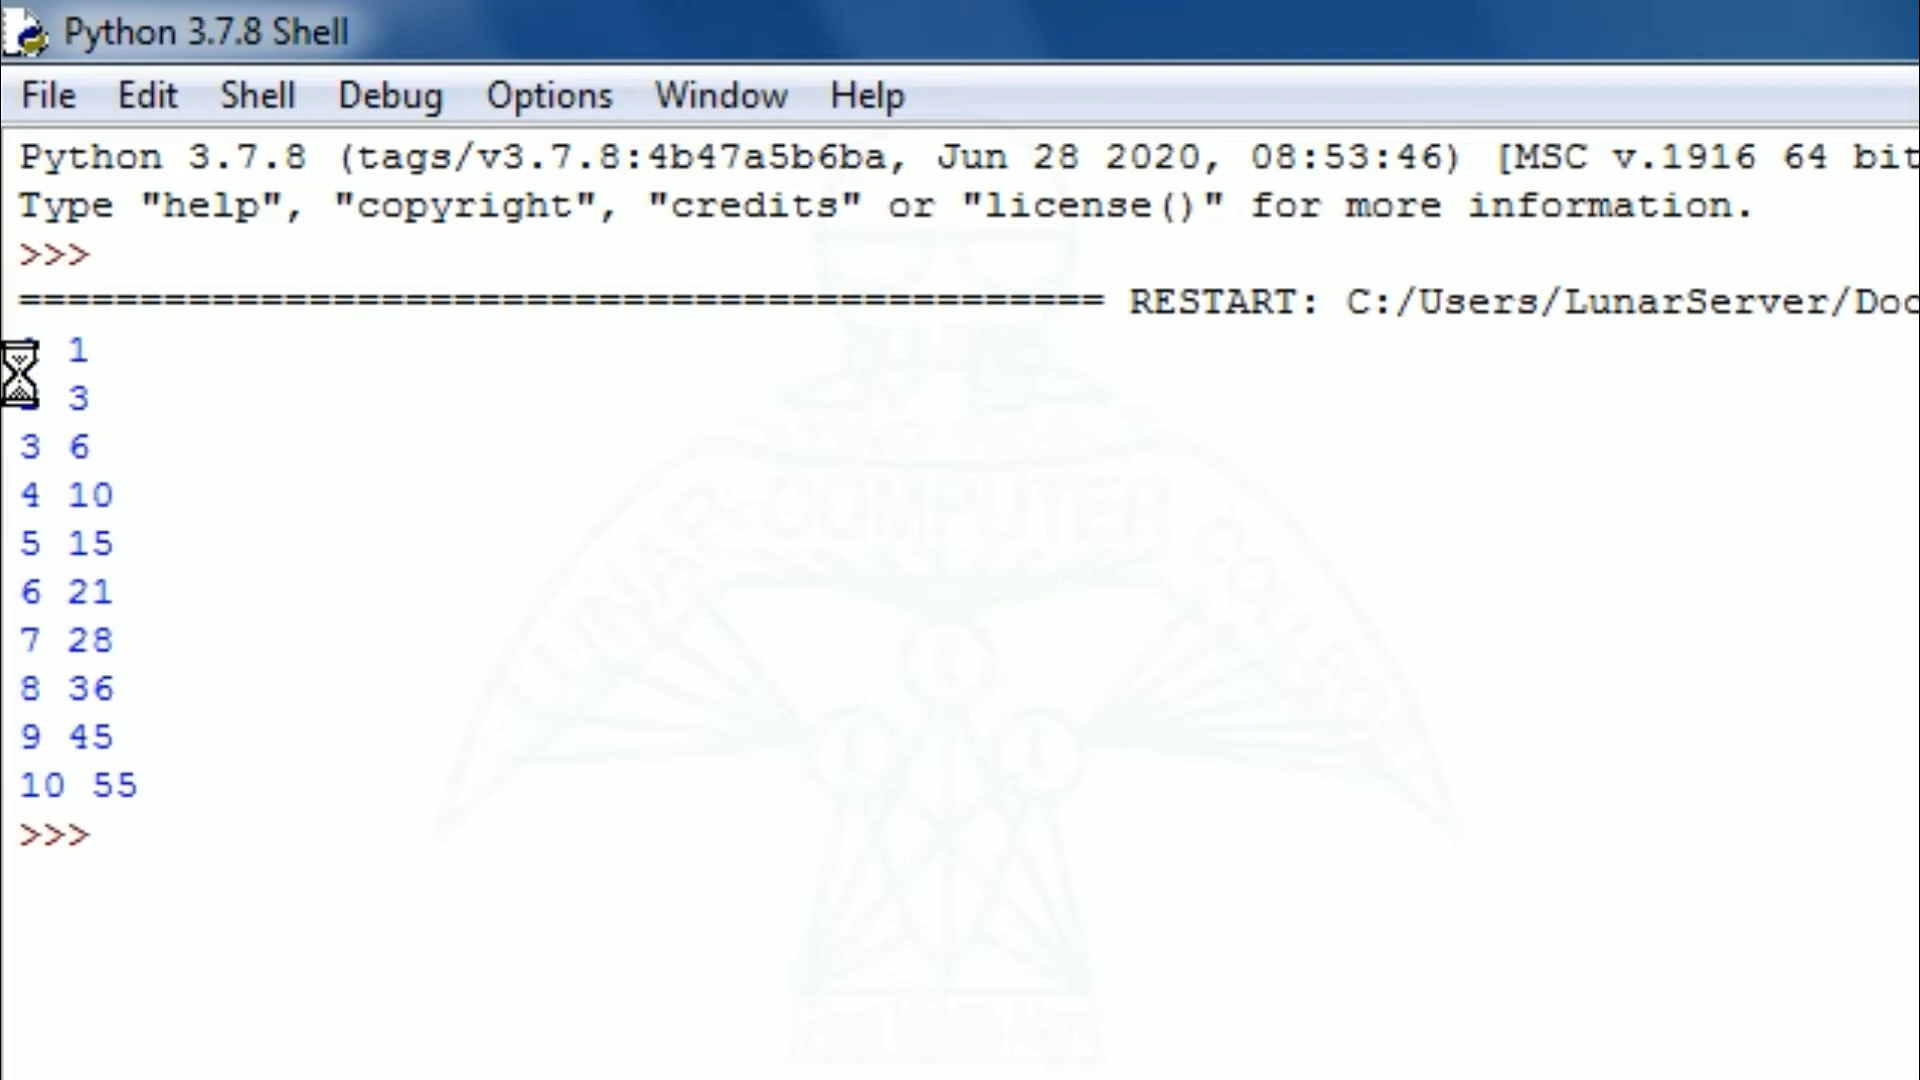 Python 3.7.8 Shell
File Edit Shell Debug Options Window Help
Python 3.7.8 (tags/v3.7.8:4b47a5b6ba, Jun 28 2020, 08:53:46) [MSC v.1916 64 bit
Type "help", "copyright", "credits" or "license()" for more information.
>>>
============================================= RESTART: C:/Users/LunarServer/Doc
1
3
3 6
4 10
5 15
6 21
7 28
8 36
9 45
10 55
>>>
LUNAR COMPUTER COLLEGE